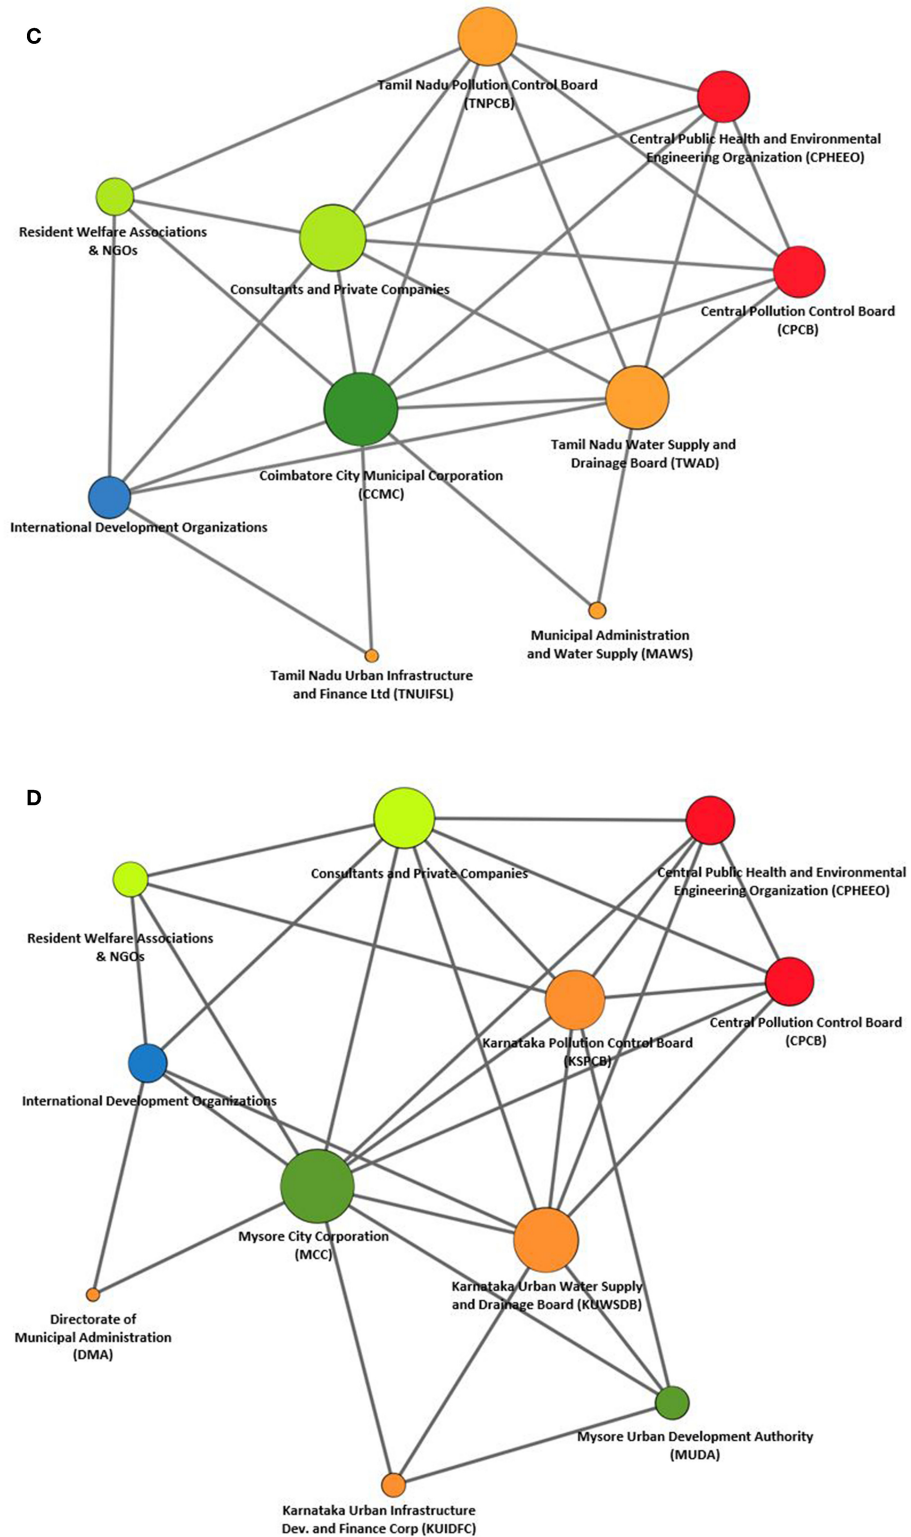 C
Tamil Nadu Pollution Control Board
(TNPCB)
Central Public Health and Environmental
Engineering Organization (CPHEEO)
Resident Welfare Associations
& NGOs
Consultants and Private Companies
Central Pollution Control Board
(CPCB)
Tamil Nadu Water Supply and
Drainage Board (TWAD)
Coimbatore City Municipal Corporation
(CCMC)
International Development Organizations
Municipal Administration
and Water Supply (MAWS)
Tamil Nadu Urban Infrastructure
and Finance Ltd (TNUIFSL)
D
Consultants and Private Companies
Central Public Health and Environmental
Engineering Organization (CPHEEO)
Resident Welfare Associations
& NGOs
Central Pollution Control Board
(CPCB)
Karnataka Pollution Control Board
(KSPCB)
International Development Organizations
Mysore City Corporation
(MCC)
Karnataka Urban Water Supply
and Drainage Board (KUWSDB)
Directorate of
Municipal Administration
(DMA)
Mysore Urban Development Authority
(MUDA)
Karnataka Urban Infrastructure
Dev. and Finance Corp (KUIDFC)